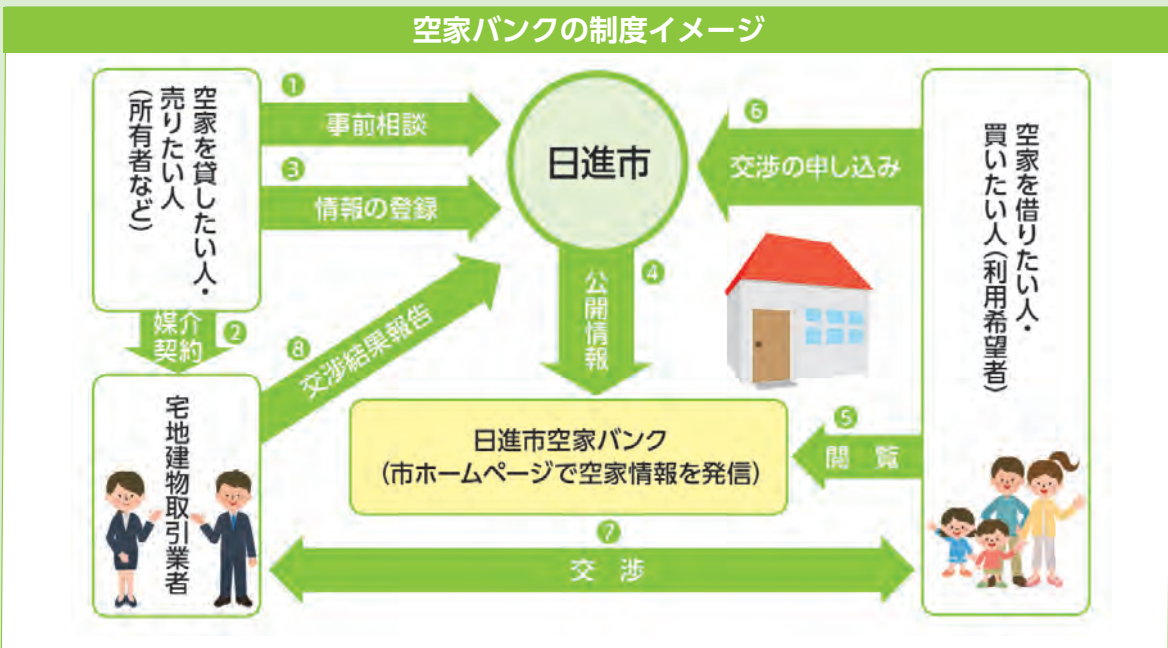 空家バンクの制度イメージ
空家を貸したい人・
売りたい人
（所有者など）
❶
事前相談
❸
情報の登録
日進市
❻
交渉の申し込み
空家を借りたい人・
買いたい人（利用希望者）
媒介
契約
❷
❽
交渉結果報告
公開情報
❹
宅地建物取引業者
日進市空家バンク
（市ホームページで空家情報を発信）
❺
閲　覧
❼
交　渉